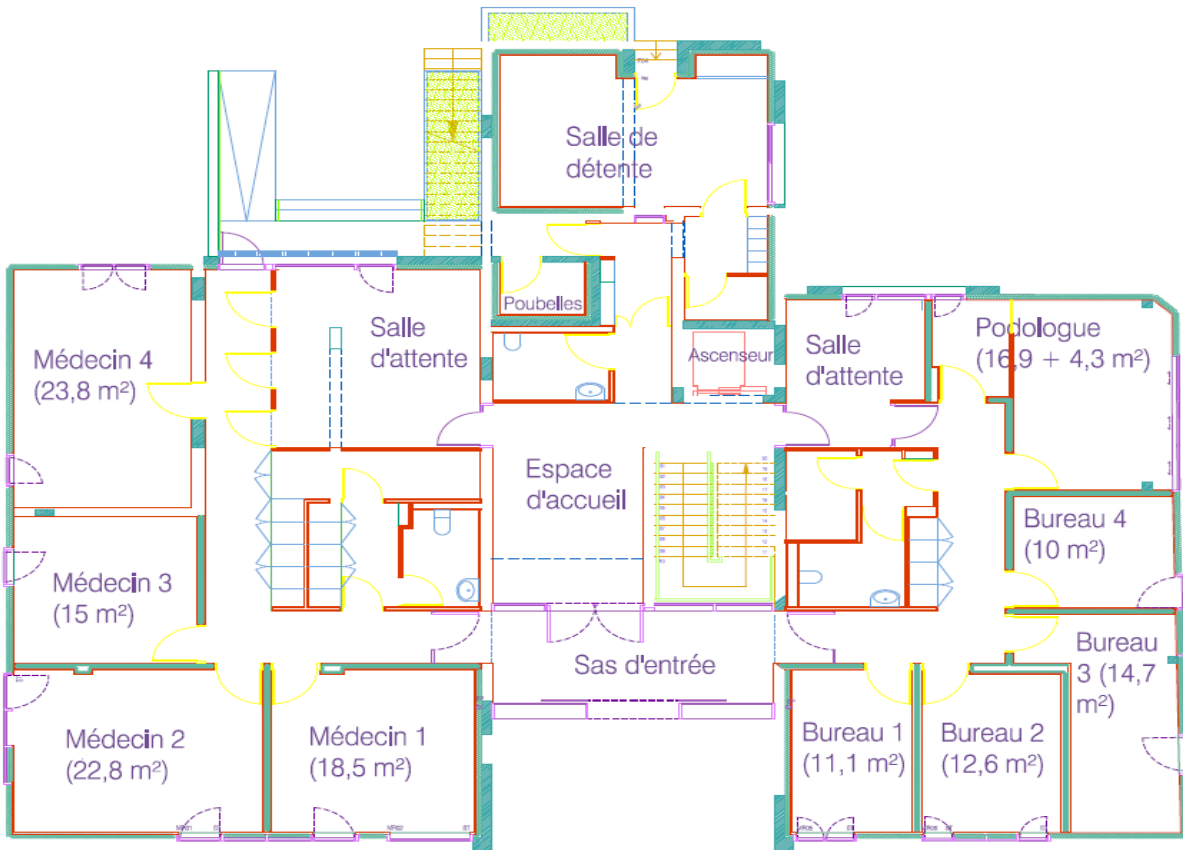 Salle de
détente
Poubelles
Médecin 4
(23,8 m²)
Salle
d'attente
Ascenseur
Salle
d'attente
Podologue
(16,9 + 4,3 m²)
Espace
d'accueil
Médecin 3
(15 m²)
Bureau 4
(10 m²)
Sas d'entrée
Bureau
3 (14,7
m²)
Médecin 2
(22,8 m²)
Médecin 1
(18,5 m²)
Bureau 1
(11,1 m²)
Bureau 2
(12,6 m²)